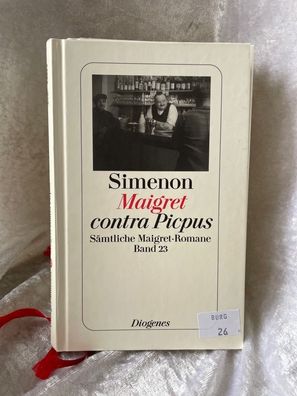 Simenon
Maigret
contra Picpus
Sämtliche Maigret-Romane
Band 23
Diogenes
BURG
26